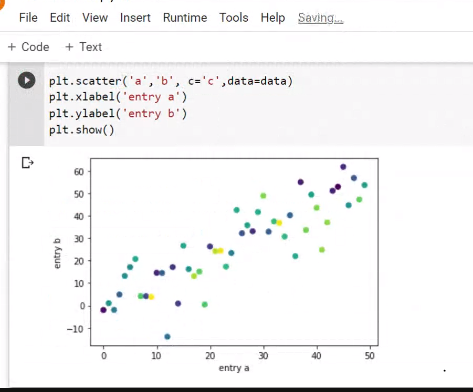 File Edit View Insert Runtime Tools Help Saving...
+ Code + Text
plt.scatter('a','b', c='c',data=data)
plt.xlabel('entry a')
plt.ylabel('entry b')
plt.show()
60
50
40
30
20
10
0
−10
entry b
0 10 20 30 40 50
entry a